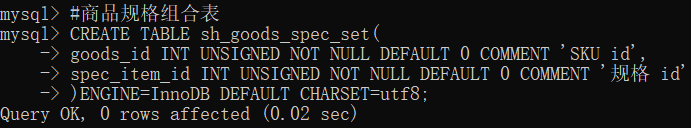 mysql> #商品规格组合表
mysql> CREATE TABLE sh_goods_spec_set(
    -> goods_id INT UNSIGNED NOT NULL DEFAULT 0 COMMENT 'SKU id',
    -> spec_item_id INT UNSIGNED NOT NULL DEFAULT 0 COMMENT '规格 id'
    -> )ENGINE=InnoDB DEFAULT CHARSET=utf8;
Query OK, 0 rows affected (0.02 sec)